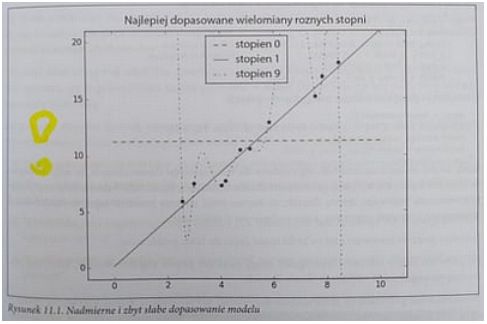 Najlepiej dopasowane wielomiany roznych stopni
stopien 0
stopien 1
stopien 9
20
15
10
5
0
0 2 4 6 8 10
Rysunek 11.1. Nadmierne i zbyt słabe dopasowanie modelu